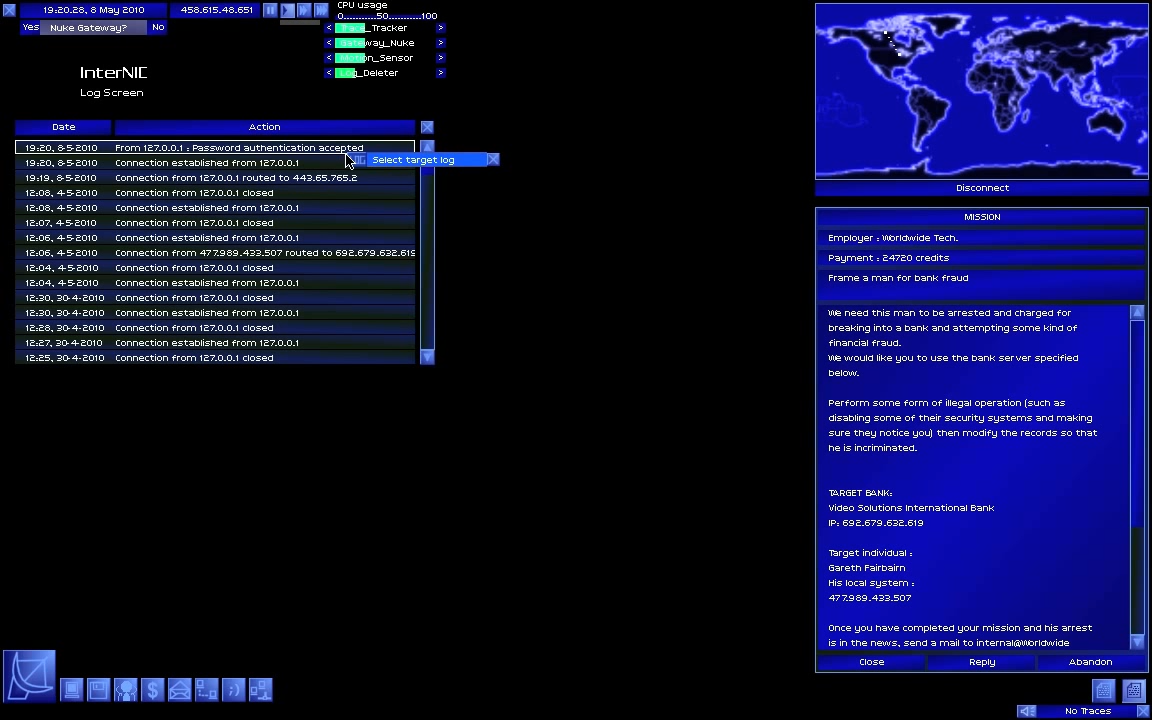 19:20.28, 8 May 2010
458.615.48.651
CPU usage
0............50...........100
Yes
Nuke Gateway?
No
Trace_Tracker
Gateway_Nuke
Motion_Sensor
Log_Deleter
InterNIC
Log Screen
Date Action
19:20, 8-5-2010 From 127.0.0.1 : Password authentication accepted
Select target log
19:20, 8-5-2010 Connection established from 127.0.0.1
19:19, 8-5-2010 Connection from 127.0.0.1 routed to 443.65.765.2
12:08, 4-5-2010 Connection from 127.0.0.1 closed
12:08, 4-5-2010 Connection established from 127.0.0.1
12:07, 4-5-2010 Connection from 127.0.0.1 closed
12:06, 4-5-2010 Connection established from 127.0.0.1
12:06, 4-5-2010 Connection from 477.989.433.507 routed to 692.679.632.619
12:04, 4-5-2010 Connection from 127.0.0.1 closed
12:04, 4-5-2010 Connection established from 127.0.0.1
12:30, 30-4-2010 Connection from 127.0.0.1 closed
12:30, 30-4-2010 Connection established from 127.0.0.1
12:28, 30-4-2010 Connection from 127.0.0.1 closed
12:27, 30-4-2010 Connection established from 127.0.0.1
12:25, 30-4-2010 Connection from 127.0.0.1 closed
Disconnect
MISSION
Employer : Worldwide Tech.
Payment : 24720 credits
Frame a man for bank fraud
We need this man to be arrested and charged for
breaking into a bank and attempting some kind of
financial fraud.
We would like you to use the bank server specified
below.
Perform some form of illegal operation (such as
disabling some of their security systems and making
sure they notice you) then modify the records so that
he is incriminated.
TARGET BANK:
Video Solutions International Bank
IP: 692.679.632.619
Target individual :
Gareth Fairbairn
His local system :
477.989.433.507
Once you have completed your mission and his arrest
is in the news, send a mail to internal@Worldwide
Close Reply Abandon
No Traces